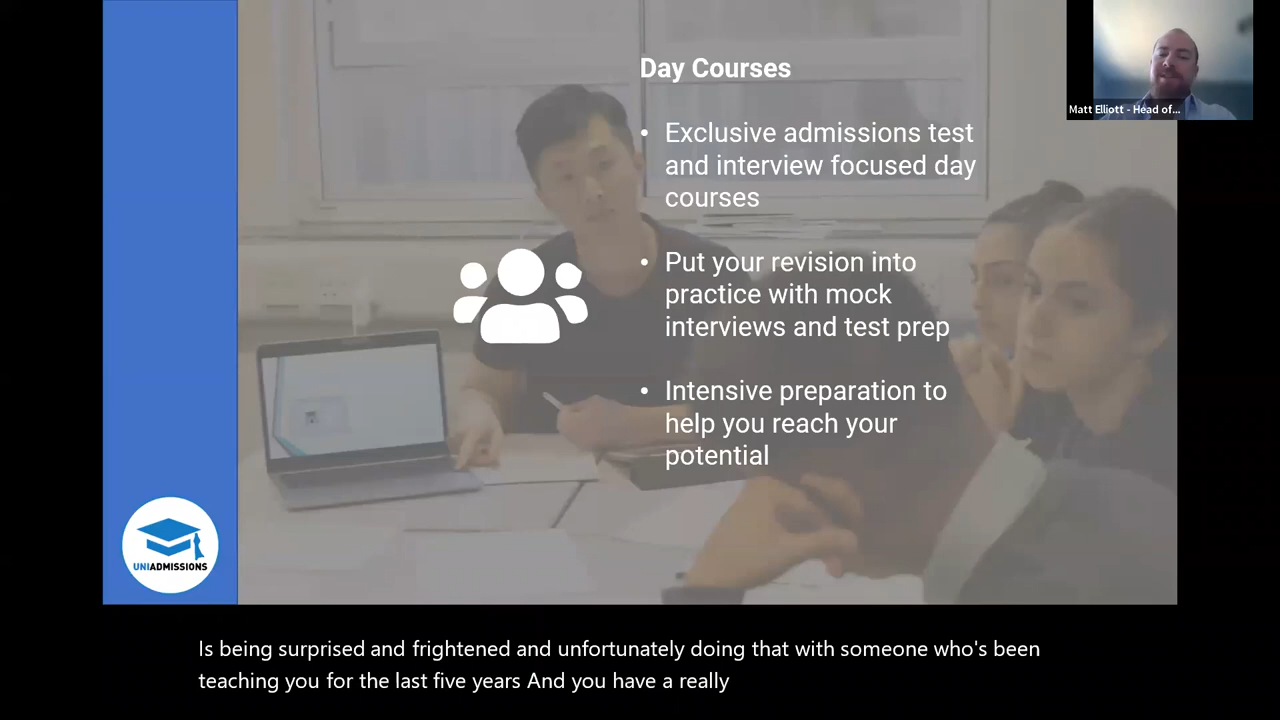 Day Courses
Matt Elliott - Head of...
• Exclusive admissions test
and interview focused day
courses
• Put your revision into
practice with mock
interviews and test prep
• Intensive preparation to
help you reach your
potential
UNIADMISSIONS
Is being surprised and frightened and unfortunately doing that with someone who's been
teaching you for the last five years And you have a really